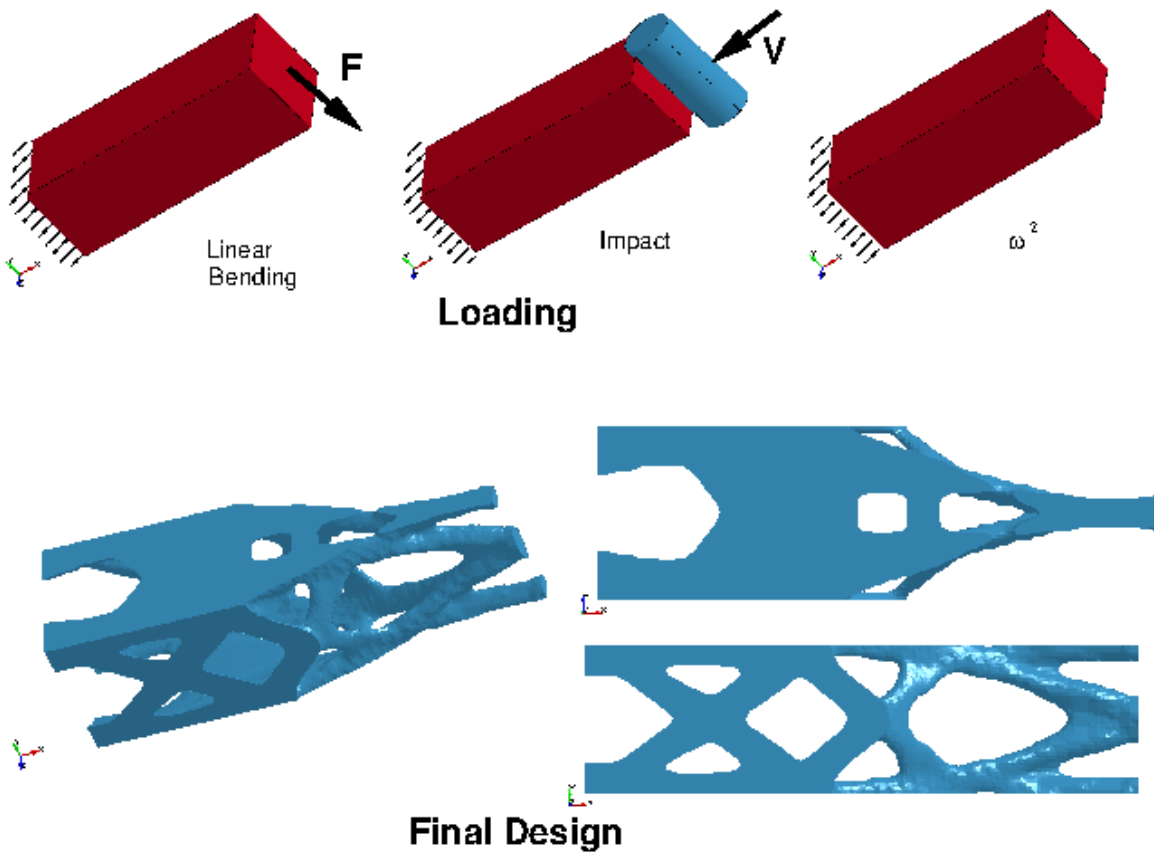 F
V
Linear
Bending
Impact
ω²
Loading
Final Design